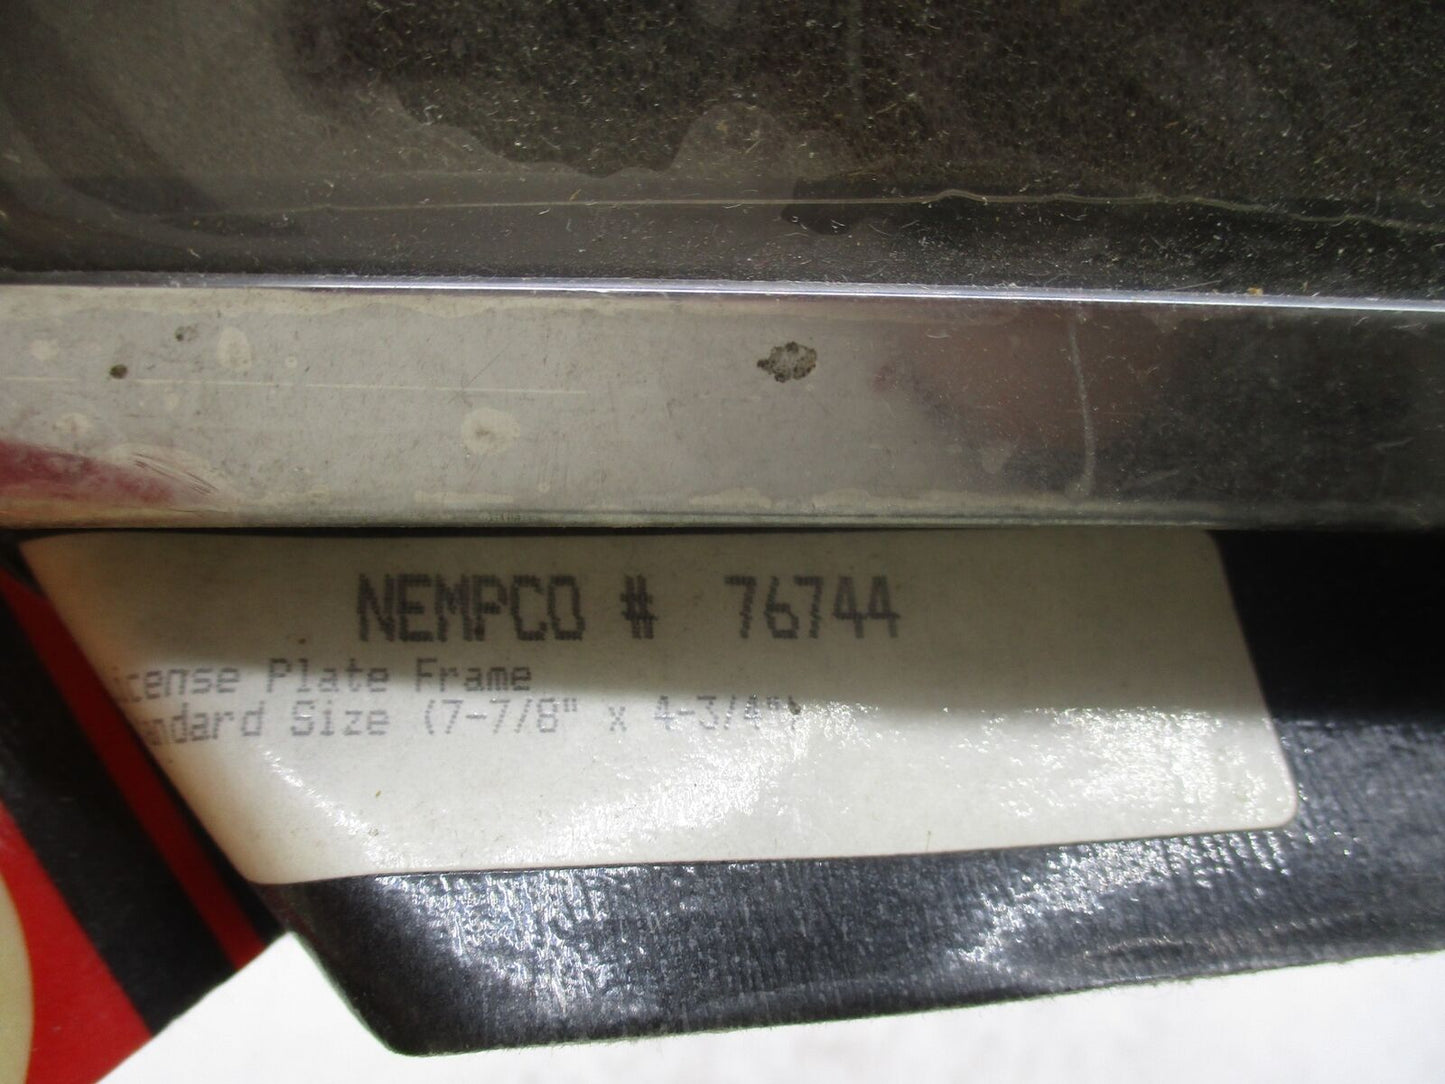 NEMPCO # 76744
icense Plate Frame
andard Size (7-7/8" x 4-3/4")